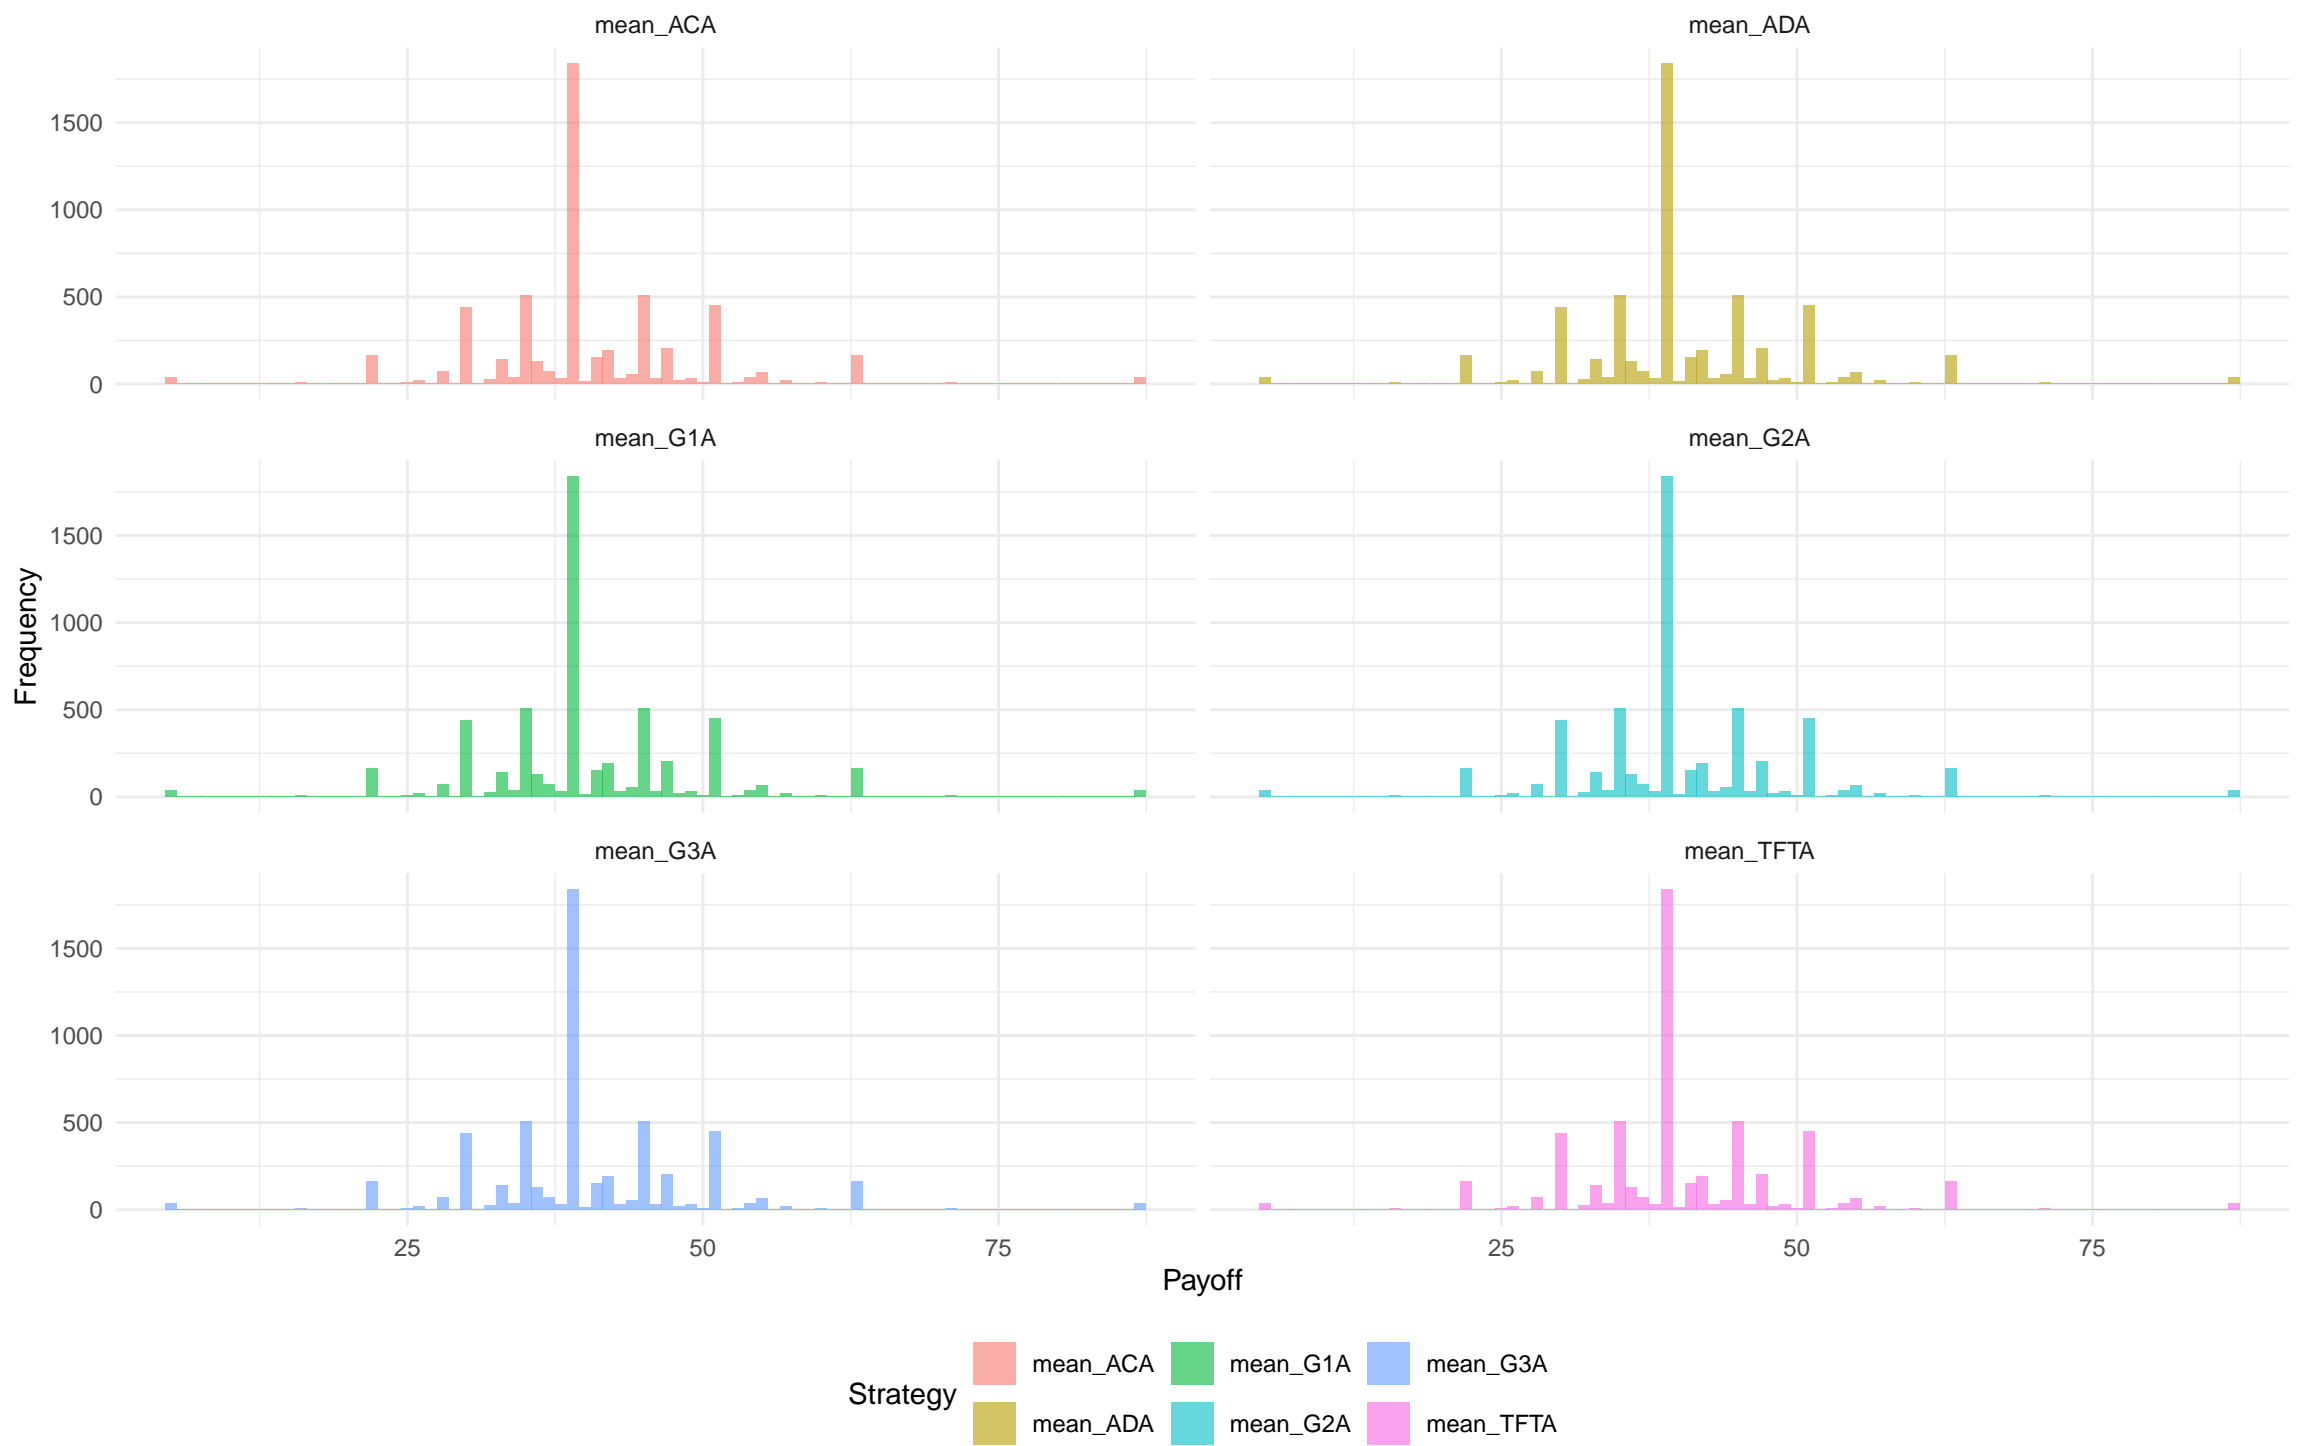 mean_ACA
mean_ADA
1500
1000
500
0
mean_G1A
mean_G2A
1500
1000
500
0
mean_G3A
mean_TFTA
1500
1000
500
0
Frequency
25 50 75
25 50 75
Payoff
Strategy
mean_ACA mean_G1A mean_G3A
mean_ADA mean_G2A mean_TFTA